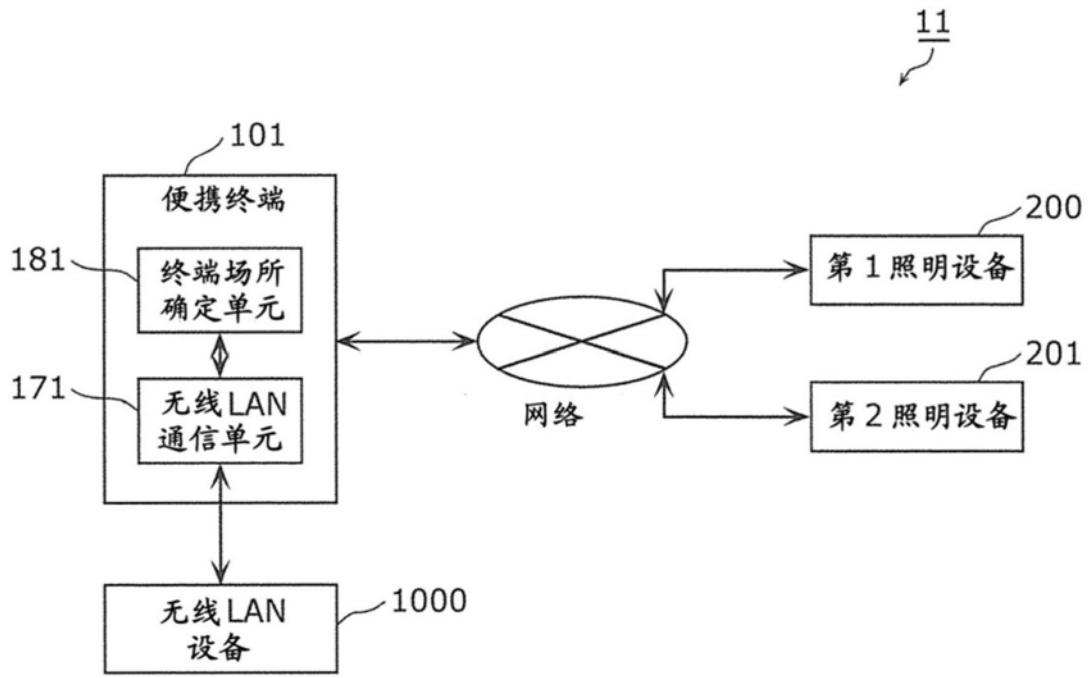 11
101
便携终端
200
181
终端场所
确定单元
第1照明设备
201
171
无线LAN
通信单元
网络
第2照明设备
无线LAN
设备
1000